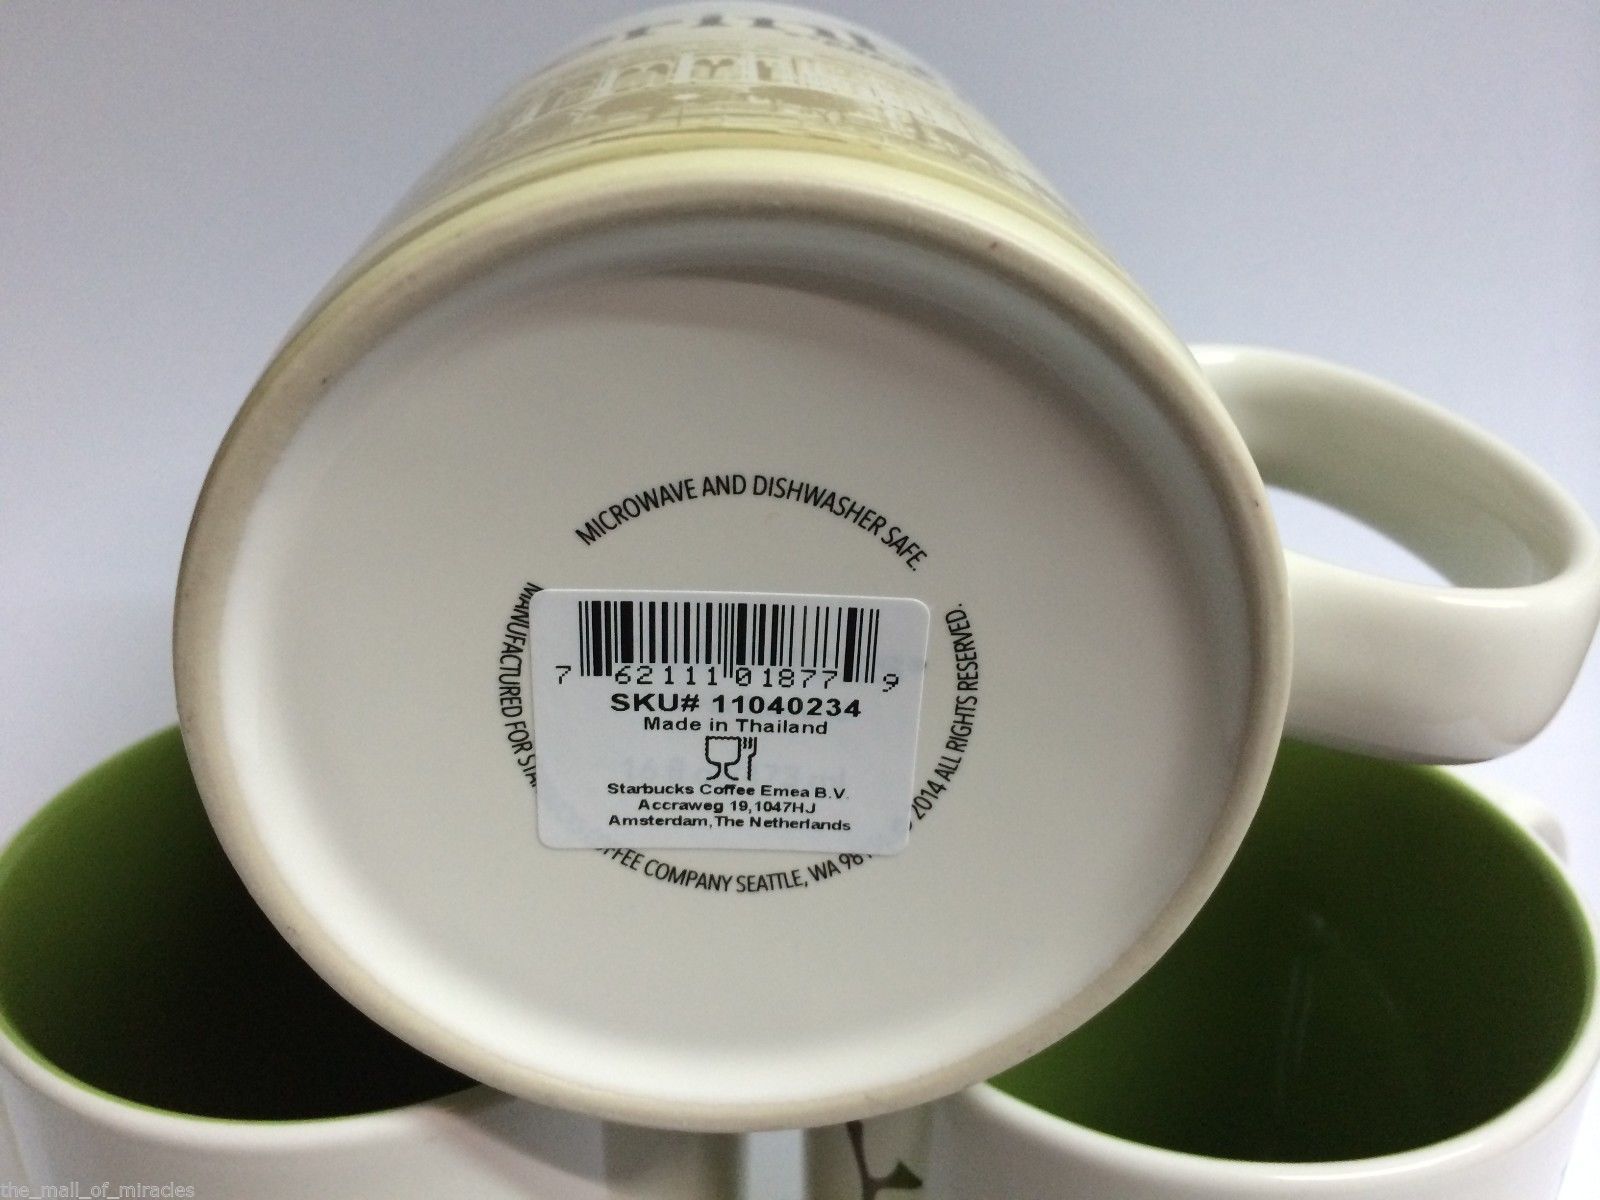 MICROWAVE AND DISHWASHER SAFE.
MANUFACTURED FOR
COMPANY SEATTLE, WA
2014 ALL RIGHTS RESERVED.
7 62111 01877 9
SKU# 11040234
Made in Thailand
Starbucks Coffee Emea B.V.
Accraweg 19,1047HJ
Amsterdam,The Netherlands
the_mall_of_miracles